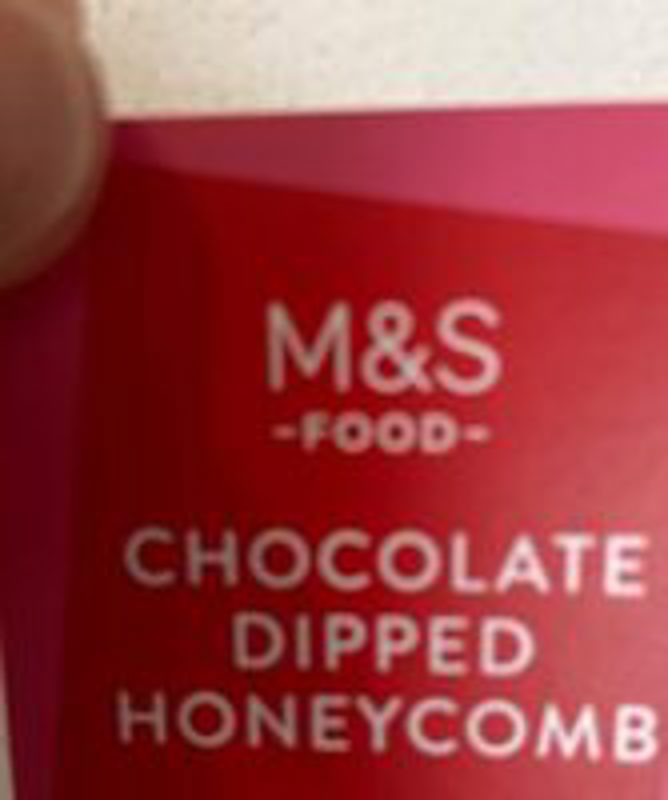 M&S
-FOOD-
CHOCOLATE
DIPPED
HONEYCOMB